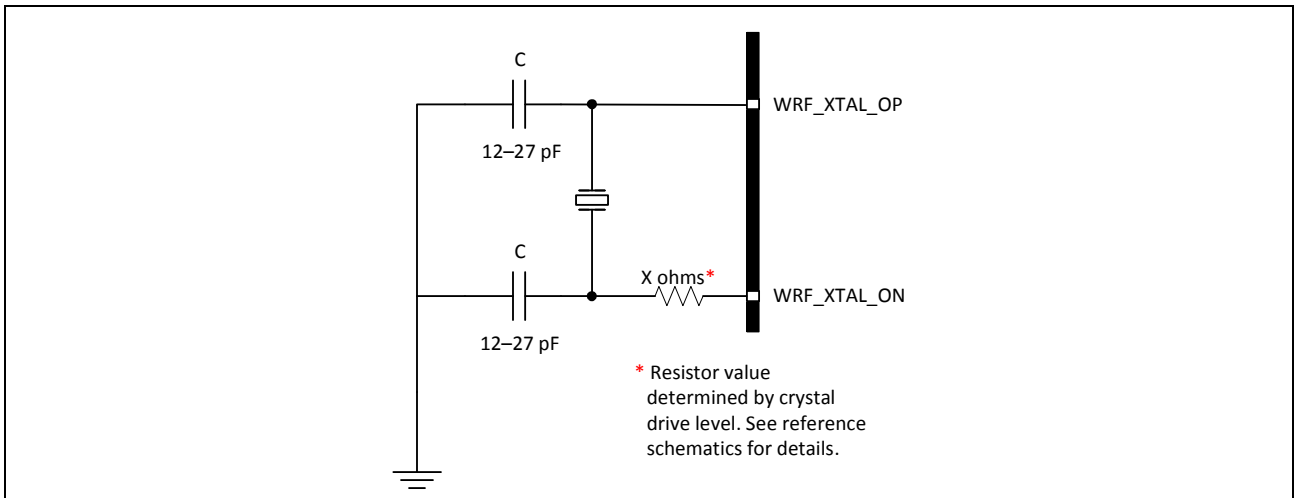 C
WRF_XTAL_OP
12–27 pF
C
X ohms*
WRF_XTAL_ON
12–27 pF
* Resistor value
determined by crystal
drive level. See reference
schematics for details.